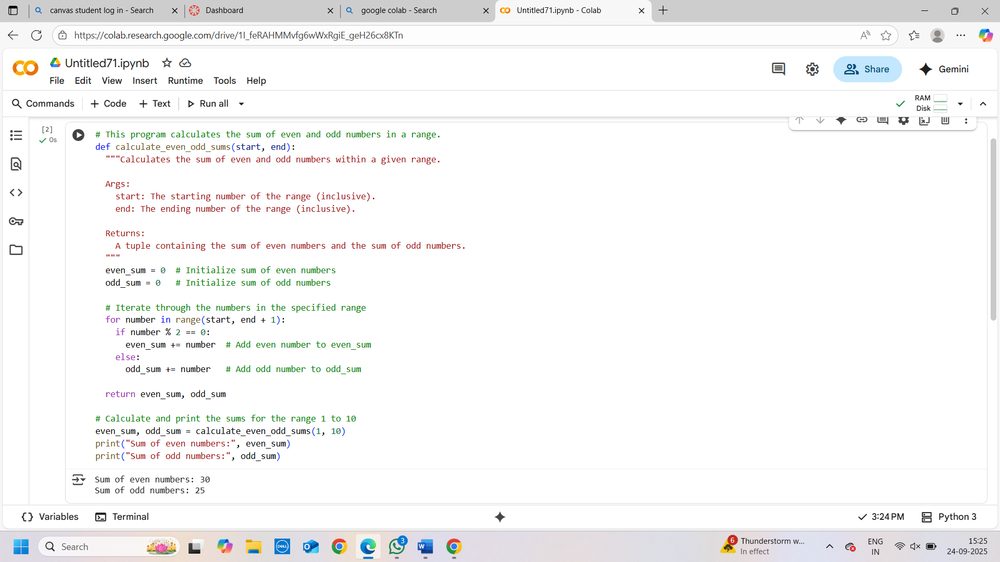 canvas student log in - Search
Dashboard
google colab - Search
Untitled71.ipynb - Colab
https://colab.research.google.com/drive/1I_feRAHMMvfg6wWxRgiE_geH26cx8KTn
Untitled71.ipynb
Share
Gemini
File Edit View Insert Runtime Tools Help
Commands + Code + Text Run all
RAM
Disk
[2]
0s
# This program calculates the sum of even and odd numbers in a range.
def calculate_even_odd_sums(start, end):
  """Calculates the sum of even and odd numbers within a given range.
  Args:
    start: The starting number of the range (inclusive).
    end: The ending number of the range (inclusive).
  Returns:
    A tuple containing the sum of even numbers and the sum of odd numbers.
  """
  even_sum = 0  # Initialize sum of even numbers
  odd_sum = 0   # Initialize sum of odd numbers
  # Iterate through the numbers in the specified range
  for number in range(start, end + 1):
    if number % 2 == 0:
      even_sum += number  # Add even number to even_sum
    else:
      odd_sum += number   # Add odd number to odd_sum
  return even_sum, odd_sum
# Calculate and print the sums for the range 1 to 10
even_sum, odd_sum = calculate_even_odd_sums(1, 10)
print("Sum of even numbers:", even_sum)
print("Sum of odd numbers:", odd_sum)
Sum of even numbers: 30
Sum of odd numbers: 25
{} Variables
Terminal
3:24 PM
Python 3
Search
DELL
3
6
Thunderstorm w...
In effect
ENG
IN
15:25
24-09-2025